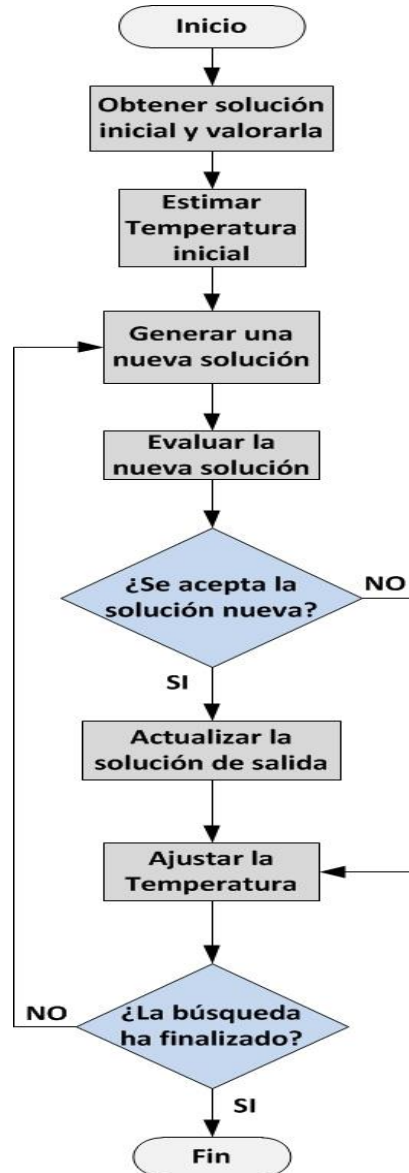 Inicio
Obtener solución
inicial y valorarla
Estimar
Temperatura
inicial
Generar una
nueva solución
Evaluar la
nueva solución
¿Se acepta la
solución nueva?
NO
SI
Actualizar la
solución de salida
Ajustar la
Temperatura
¿La búsqueda
ha finalizado?
NO
SI
Fin